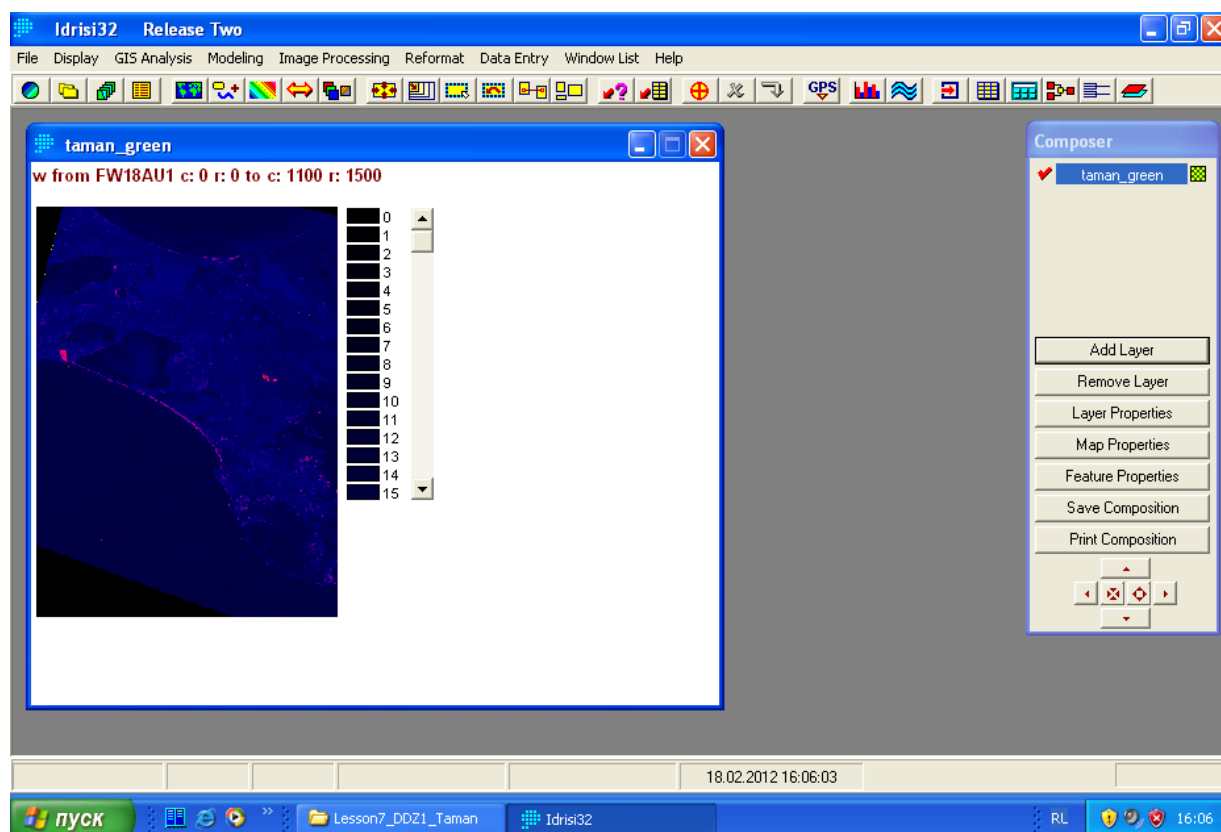 Idrisi32 Release Two
File Display GIS Analysis Modeling Image Processing Reformat Data Entry Window List Help
GPS
taman_green
w from FW18AU1 c: 0 r: 0 to c: 1100 r: 1500
0
1
2
3
4
5
6
7
8
9
10
11
12
13
14
15
Composer
taman_green
Add Layer
Remove Layer
Layer Properties
Map Properties
Feature Properties
Save Composition
Print Composition
18.02.2012 16:06:03
пуск
Lesson7_DDZ1_Taman
Idrisi32
RL
16:06